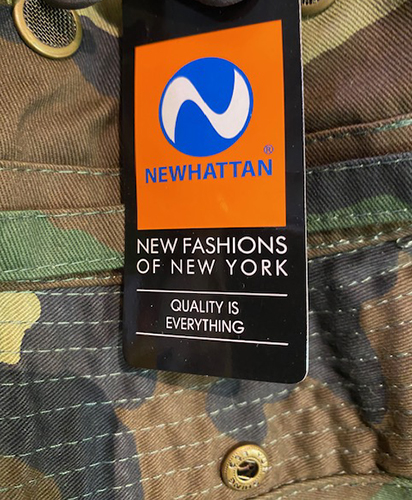 NEWHATTAN®
NEW FASHIONS
OF NEW YORK
QUALITY IS
EVERYTHING